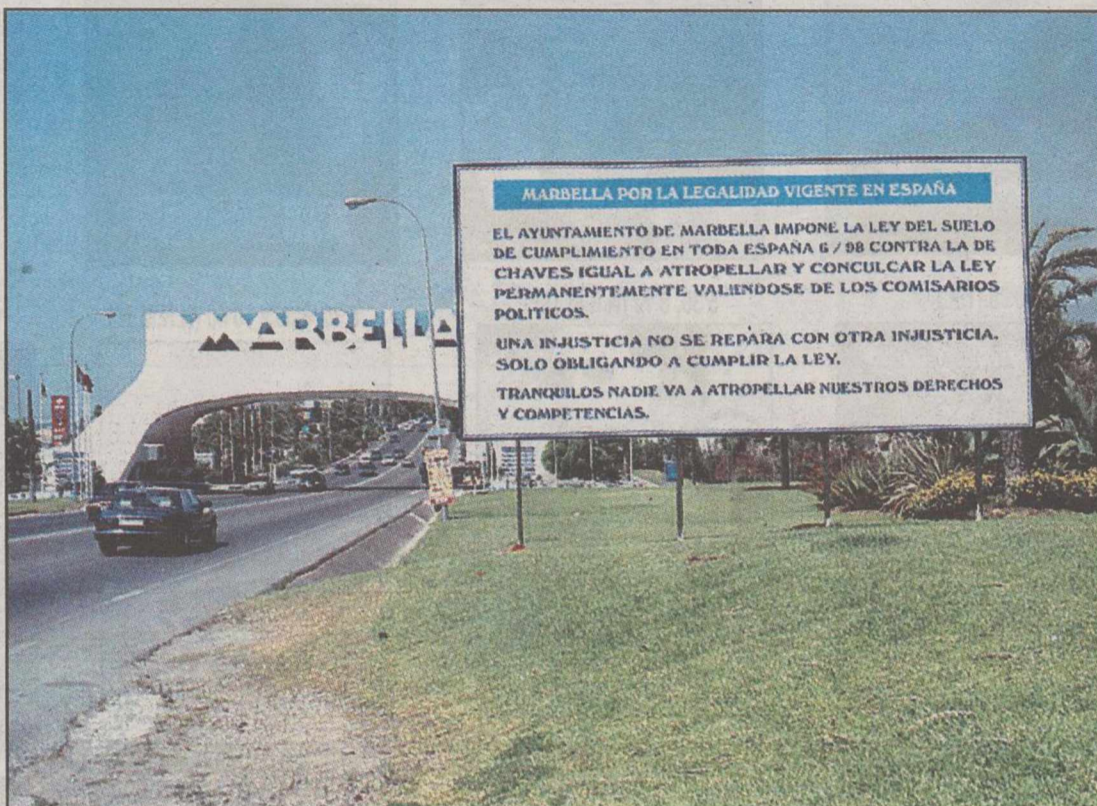 MARBELLA
MARBELLA POR LA LEGALIDAD VIGENTE EN ESPAÑA
EL AYUNTAMIENTO DE MARBELLA IMPONE LA LEY DEL SUELO
DE CUMPLIMIENTO EN TODA ESPAÑA 6 / 98 CONTRA LA DE
CHAVES IGUAL A ATROPELLAR Y CONCULCAR LA LEY
PERMANENTEMENTE VALIENDOSE DE LOS COMISARIOS
POLITICOS.
UNA INJUSTICIA NO SE REPARA CON OTRA INJUSTICIA.
SOLO OBLIGANDO A CUMPLIR LA LEY.
TRANQUILOS NADIE VA A ATROPELLAR NUESTROS DERECHOS
Y COMPETENCIAS.